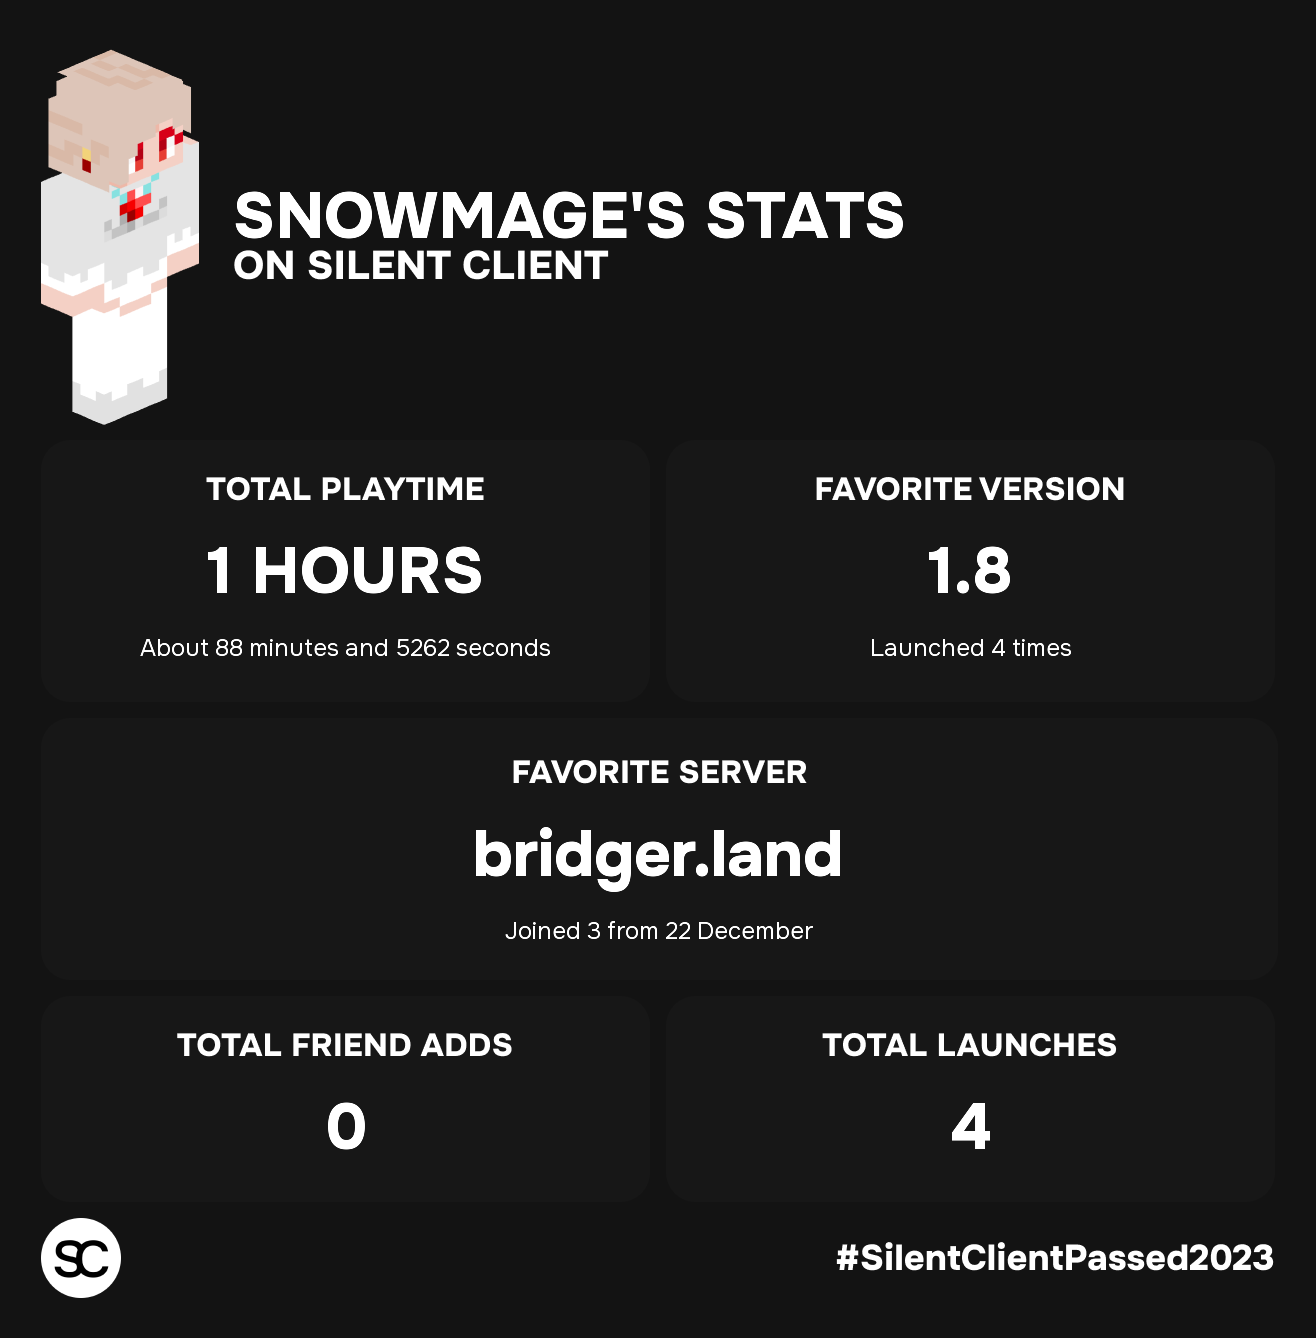 SNOWMAGE'S STATS
ON SILENT CLIENT
TOTAL PLAYTIME
1 HOURS
About 88 minutes and 5262 seconds
FAVORITE VERSION
1.8
Launched 4 times
FAVORITE SERVER
bridger.land
Joined 3 from 22 December
TOTAL FRIEND ADDS
0
TOTAL LAUNCHES
4
SC
#SilentClientPassed2023